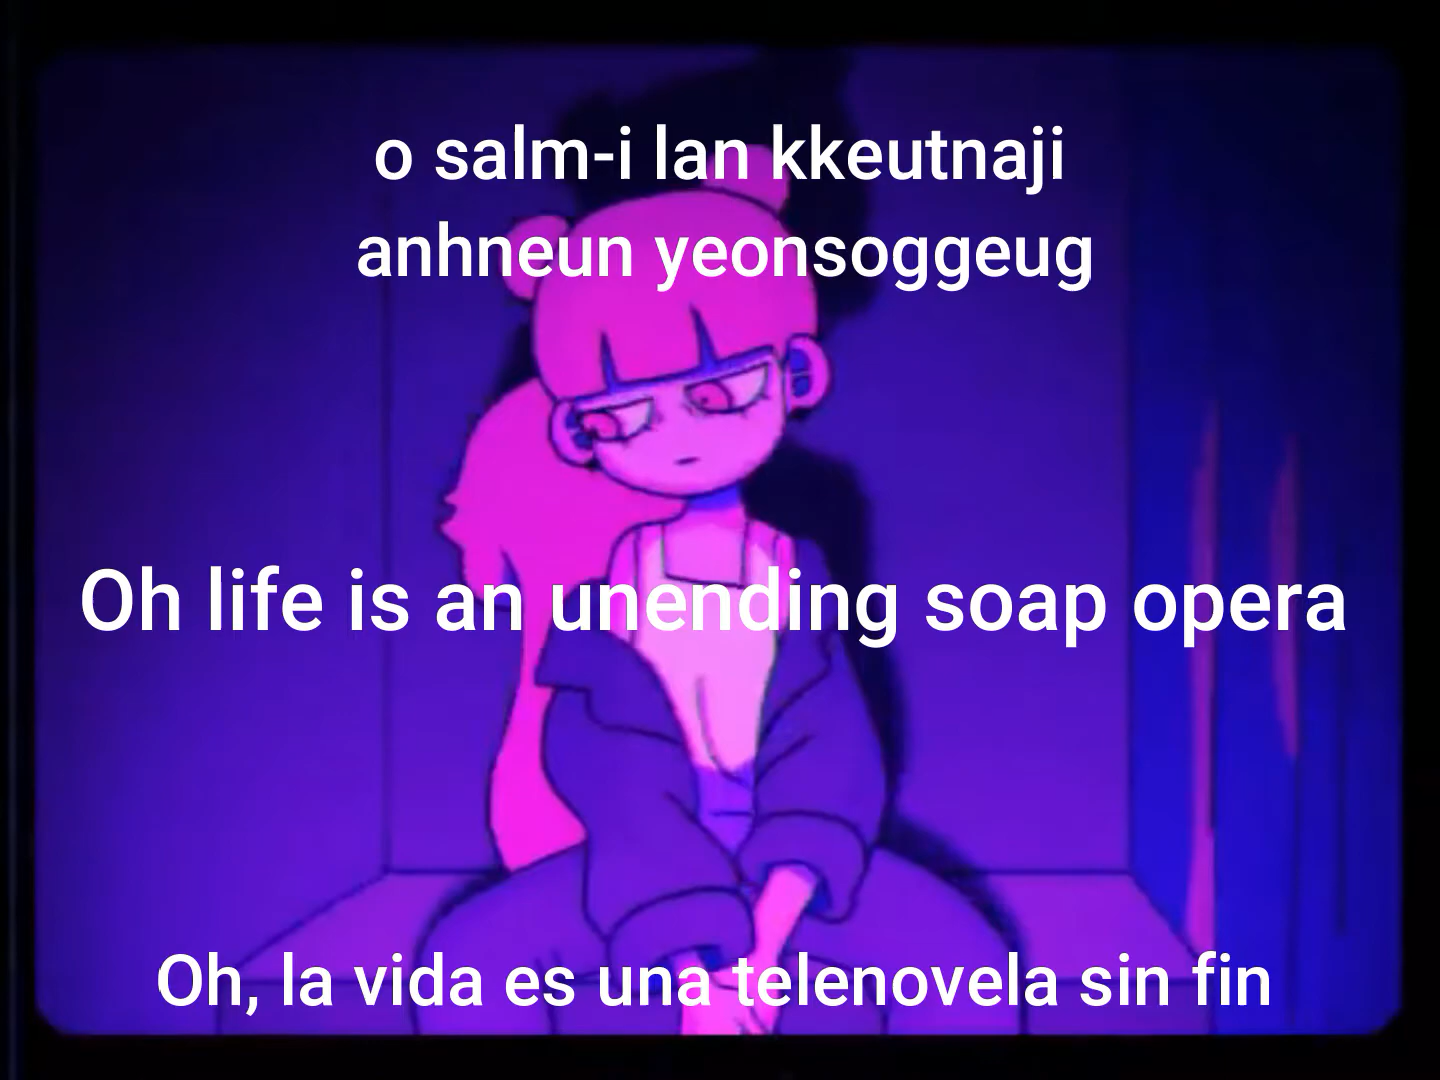 o salm-i lan kkeutnaji
anhneun yeonsoggeug
Oh life is an unending soap opera
Oh, la vida es una telenovela sin fin